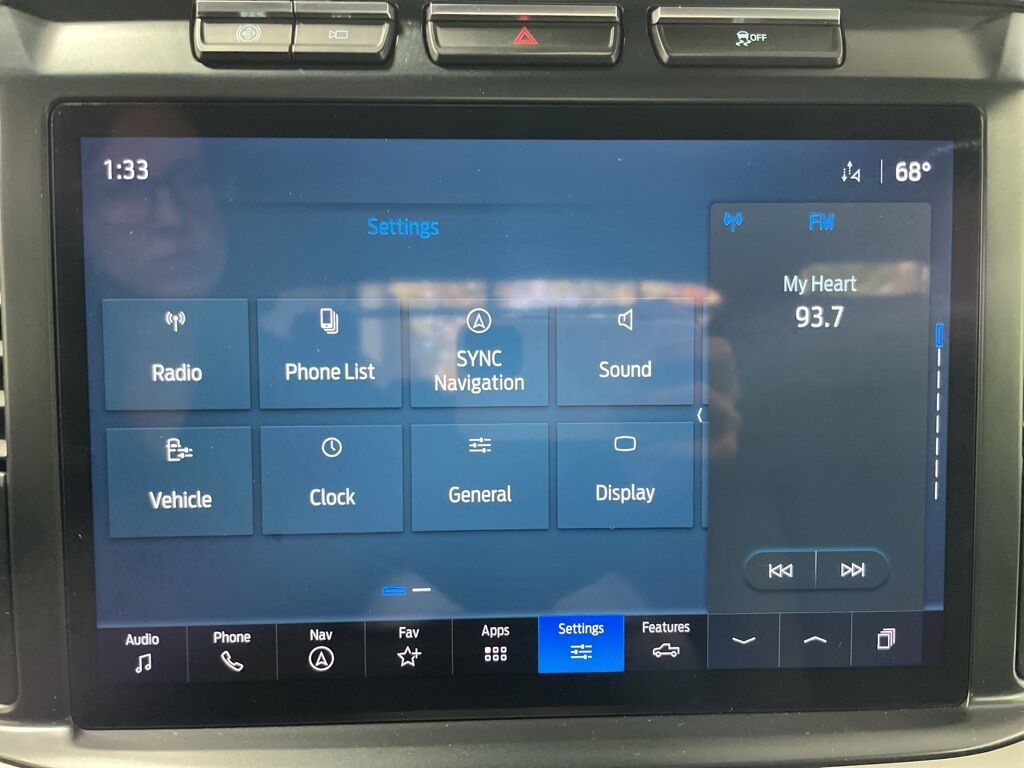 OFF
1:33
68°
Settings
FM
My Heart
93.7
Radio
Phone List
SYNC
Navigation
Sound
Vehicle
Clock
General
Display
Audio
Phone
Nav
Fav
Apps
Settings
Features